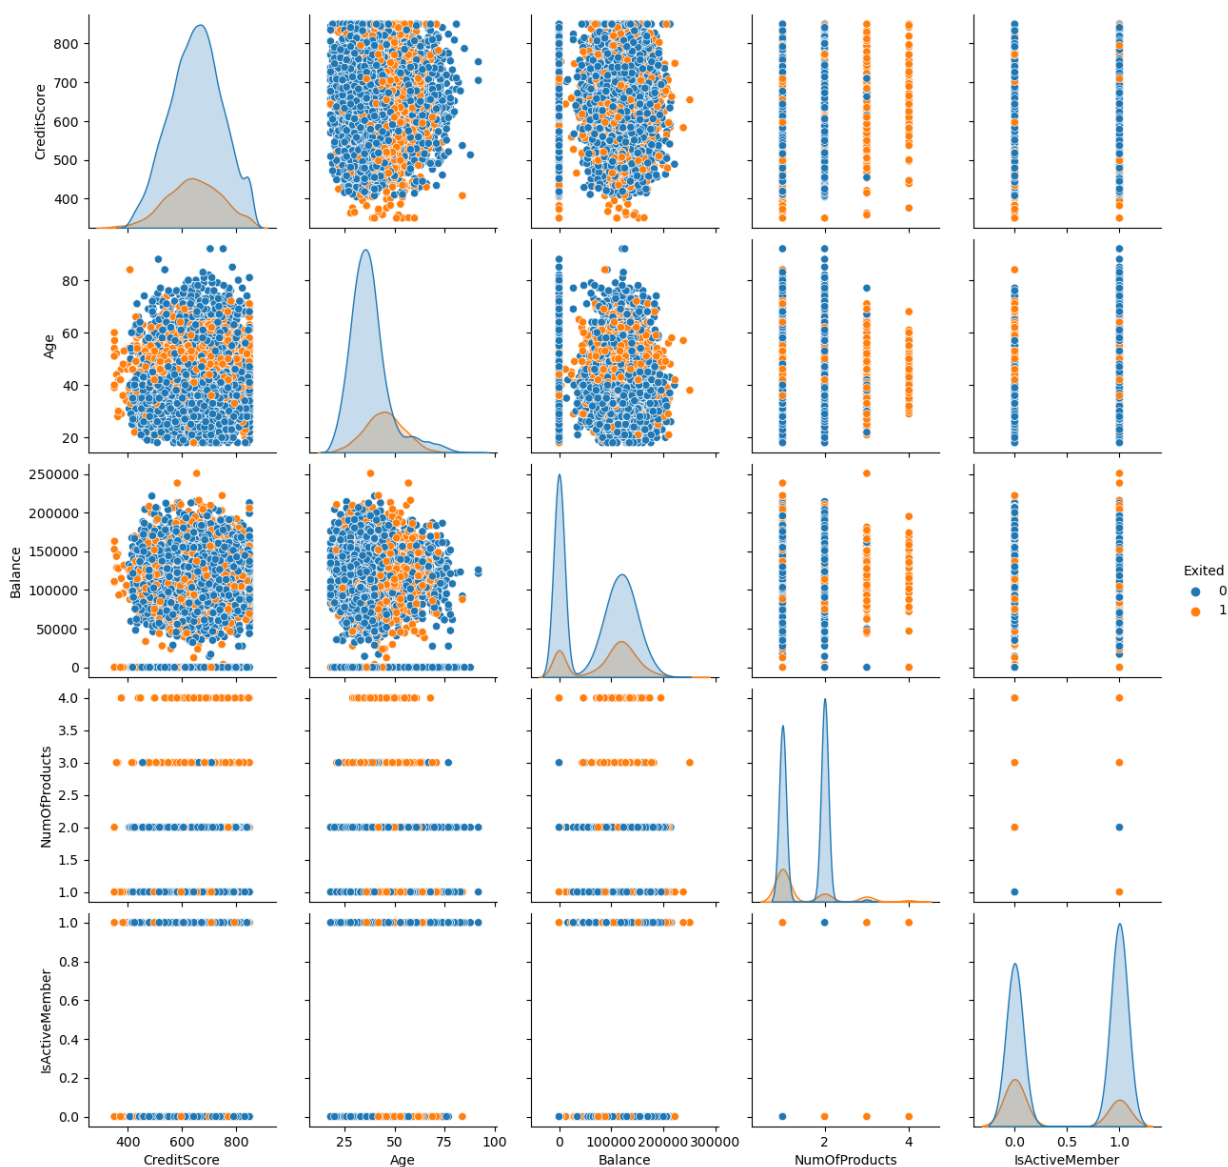 CreditScore
800
700
600
500
400
Age
80
60
40
20
Balance
250000
200000
150000
100000
50000
0
Exited
0
1
NumOfProducts
4.0
3.5
3.0
2.5
2.0
1.5
1.0
IsActiveMember
1.0
0.8
0.6
0.4
0.2
0.0
400 600 800
25 50 75 100
0 100000 200000 300000
2 4
0.0 0.5 1.0
CreditScore Age Balance NumOfProducts IsActiveMember